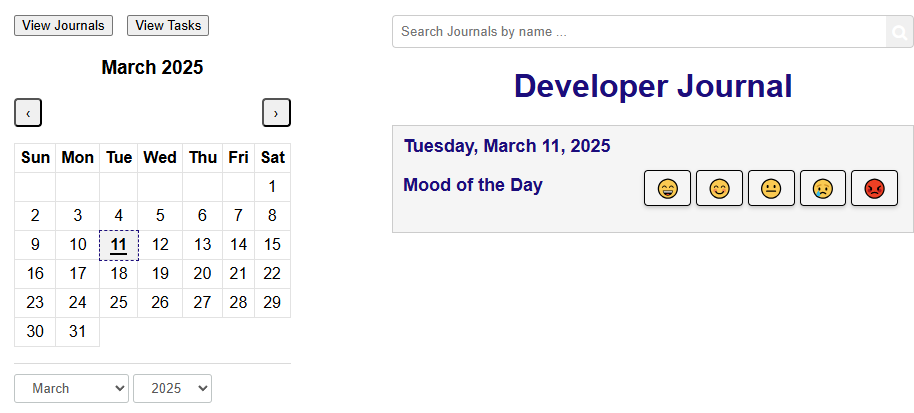 View Journals View Tasks
March 2025
‹ ›
Sun Mon Tue Wed Thu Fri Sat
1
2 3 4 5 6 7 8
9 10 11 12 13 14 15
16 17 18 19 20 21 22
23 24 25 26 27 28 29
30 31
March 2025
Search Journals by name ...
Developer Journal
Tuesday, March 11, 2025
Mood of the Day